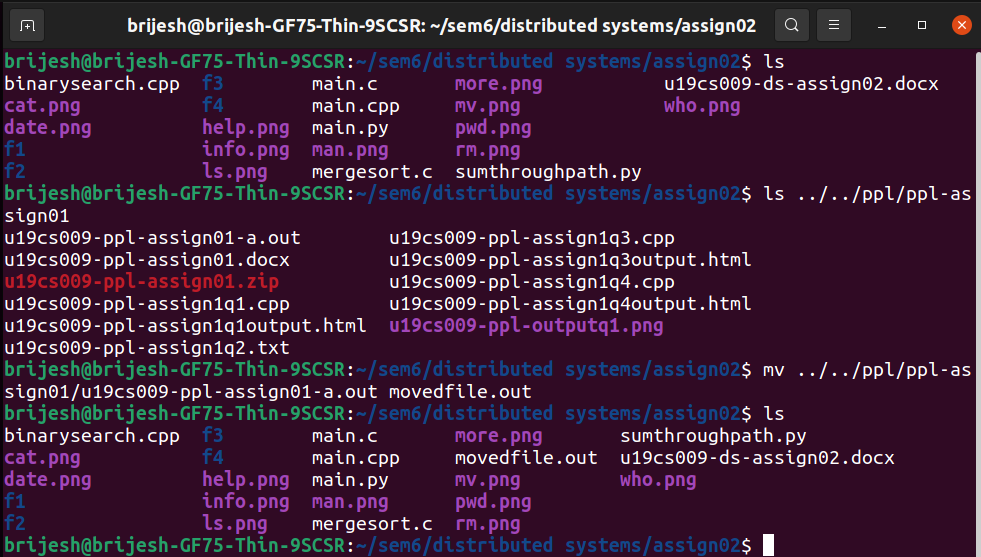 brijesh@brijesh-GF75-Thin-9SCSR: ~/sem6/distributed systems/assign02
brijesh@brijesh-GF75-Thin-9SCSR:~/sem6/distributed systems/assign02$ ls
binarysearch.cpp  f3        main.c       more.png          u19cs009-ds-assign02.docx
cat.png           f4        main.cpp     mv.png            who.png
date.png          help.png  main.py      pwd.png
f1                info.png  man.png      rm.png
f2                ls.png    mergesort.c  sumthroughpath.py
brijesh@brijesh-GF75-Thin-9SCSR:~/sem6/distributed systems/assign02$ ls ../../ppl/ppl-as
sign01
u19cs009-ppl-assign01-a.out        u19cs009-ppl-assign1q3.cpp
u19cs009-ppl-assign01.docx         u19cs009-ppl-assign1q3output.html
u19cs009-ppl-assign01.zip          u19cs009-ppl-assign1q4.cpp
u19cs009-ppl-assign1q1.cpp         u19cs009-ppl-assign1q4output.html
u19cs009-ppl-assign1q1output.html  u19cs009-ppl-outputq1.png
u19cs009-ppl-assign1q2.txt
brijesh@brijesh-GF75-Thin-9SCSR:~/sem6/distributed systems/assign02$ mv ../../ppl/ppl-as
sign01/u19cs009-ppl-assign01-a.out movedfile.out
brijesh@brijesh-GF75-Thin-9SCSR:~/sem6/distributed systems/assign02$ ls
binarysearch.cpp  f3        main.c       more.png       sumthroughpath.py
cat.png           f4        main.cpp     movedfile.out  u19cs009-ds-assign02.docx
date.png          help.png  main.py      mv.png         who.png
f1                info.png  man.png      pwd.png
f2                ls.png    mergesort.c  rm.png
brijesh@brijesh-GF75-Thin-9SCSR:~/sem6/distributed systems/assign02$